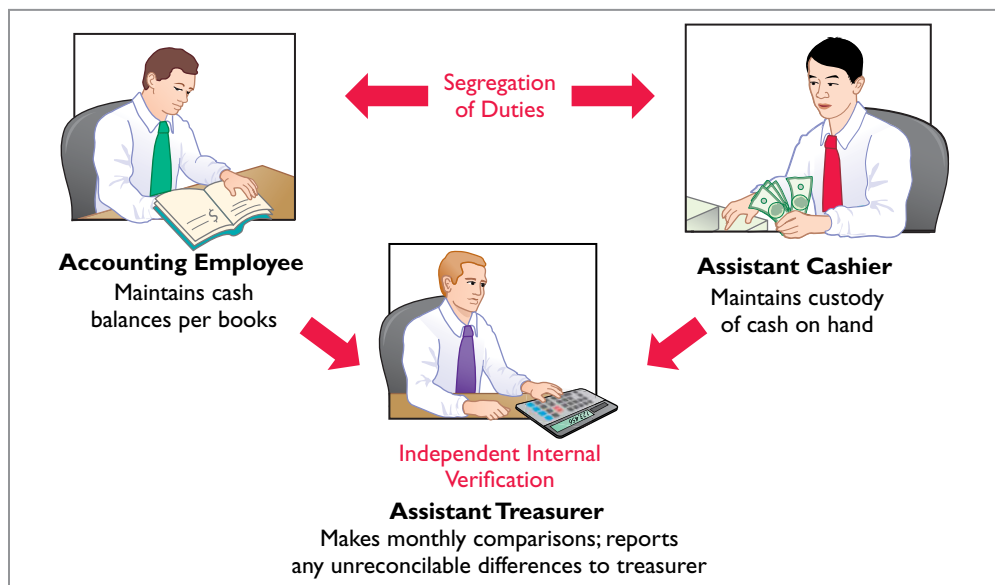 Segregation
of Duties
Accounting Employee
Maintains cash
balances per books
Assistant Cashier
Maintains custody
of cash on hand
$
Independent Internal
Verification
Assistant Treasurer
Makes monthly comparisons; reports
any unreconcilable differences to treasurer